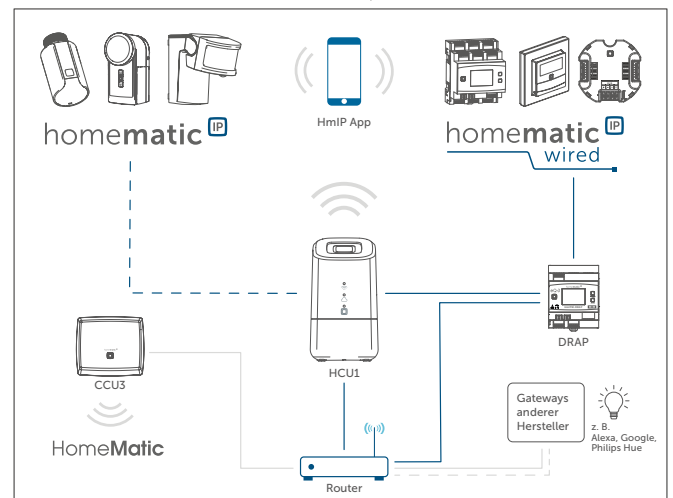 HmIP App
homematic IP
homematic IP
wired
DRAP
HCU1
CCU3
HomeMatic
Gateways
anderer
Hersteller
z. B.
Alexa, Google,
Philips Hue
Router